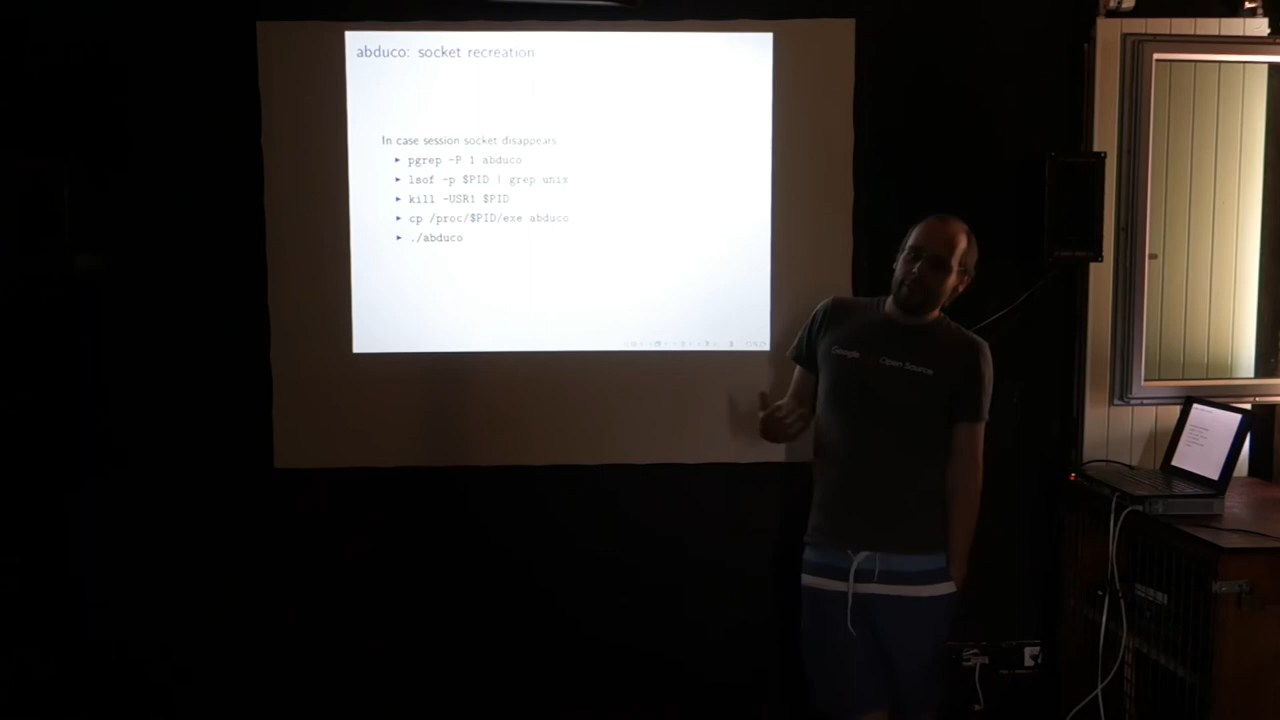 abduco: socket recreation
In case session socket disappears
pgrep -P 1 abduco
lsof -p $PID | grep unix
kill -USR1 $PID
cp /proc/$PID/exe abduco
./abduco
Google Open Source